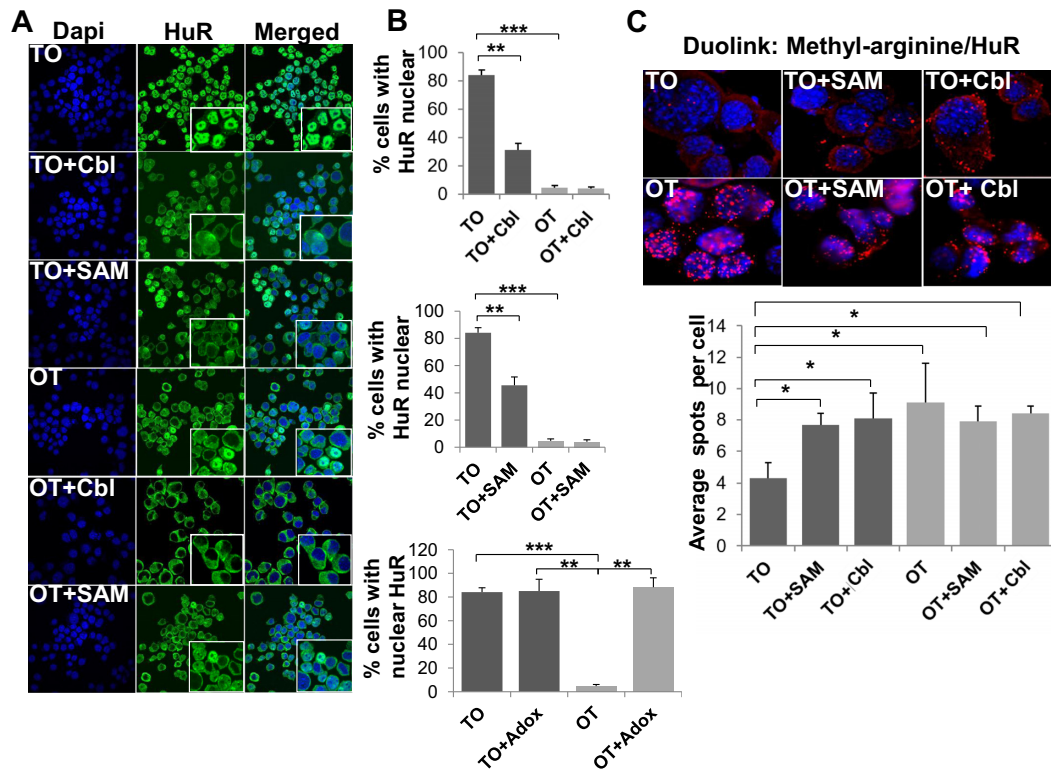 A
Dapi HuR Merged
TO
TO+Cbl
TO+SAM
OT
OT+Cbl
OT+SAM
B
% cells with
HuR nuclear
100
80
60
40
20
0
***
**
TO
TO+Cbl
OT
OT+Cbl
% cells with
HuR nuclear
100
80
60
40
20
0
***
**
TO
TO+SAM
OT
OT+SAM
% cells with
nuclear HuR
120
100
80
60
40
20
0
***
** **
TO
TO+Adox
OT
OT+Adox
C
Duolink: Methyl-arginine/HuR
TO TO+SAM TO+Cbl
OT OT+SAM OT+ Cbl
Average spots per cell
14
12
10
8
6
4
2
0
*
*
*
*
*
TO
TO+SAM
TO+Cbl
OT
OT+SAM
OT+Cbl